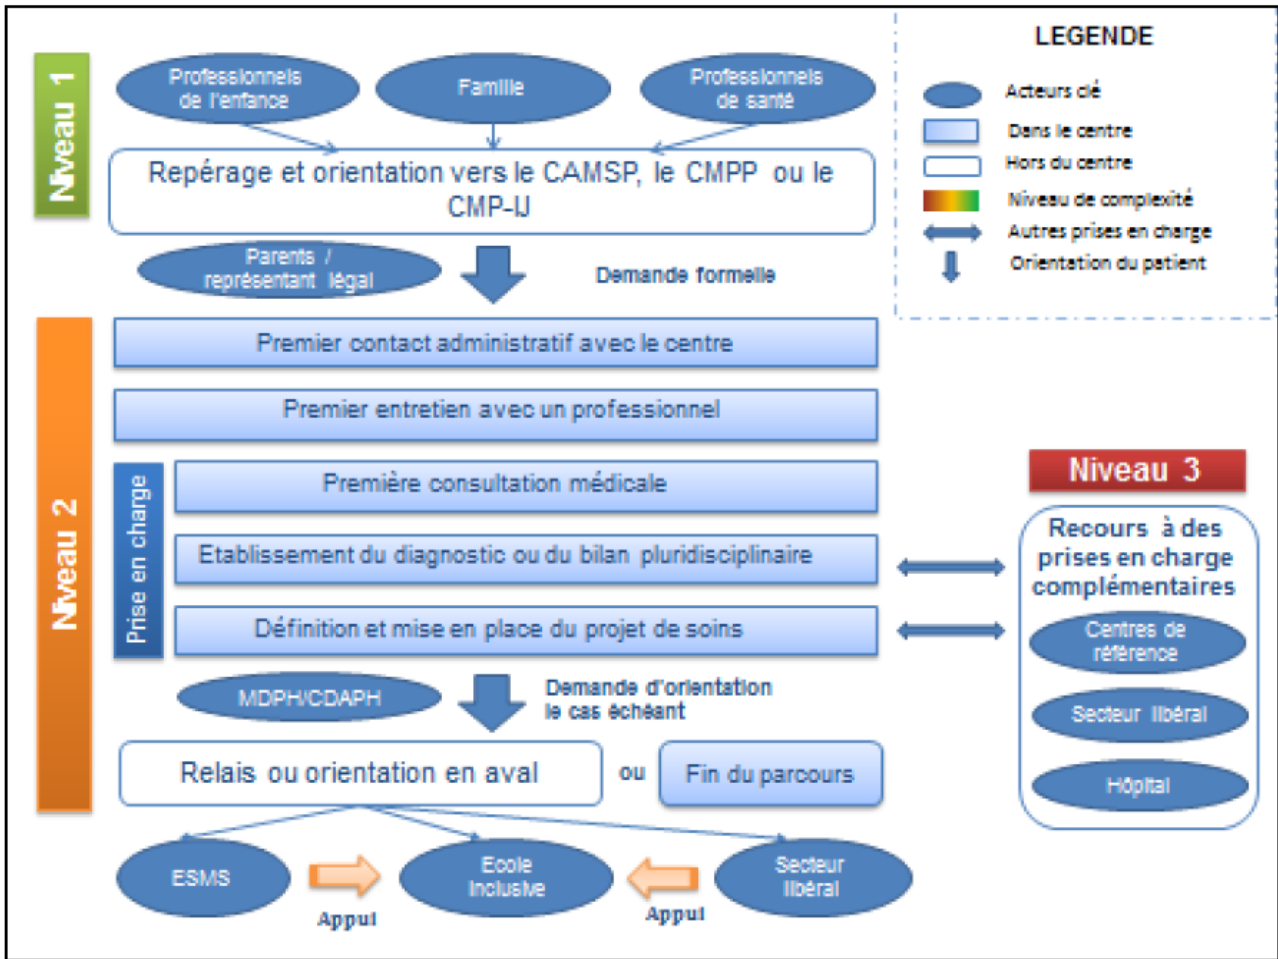 Niveau 1
Professionnels
de l'enfance
Famille
Professionnels
de santé
Repérage et orientation vers le CAMSP, le CMPP ou le
CMP-IJ
Parents /
représentant légal
Demande formelle
LEGENDE
Acteurs clé
Dans le centre
Hors du centre
Niveau de complexité
Autres prises en charge
Orientation du patient
Niveau 2
Premier contact administratif avec le centre
Premier entretien avec un professionnel
Prise en charge
Première consultation médicale
Etablissement du diagnostic ou du bilan pluridisciplinaire
Définition et mise en place du projet de soins
Niveau 3
Recours à des
prises en charge
complémentaires
Centres de
référence
Secteur libéral
Hôpital
MDPH/CDAPH
Demande d'orientation
le cas échéant
Relais ou orientation en aval
ou
Fin du parcours
ESMS
Appui
Ecole
Inclusive
Appui
Secteur
libéral